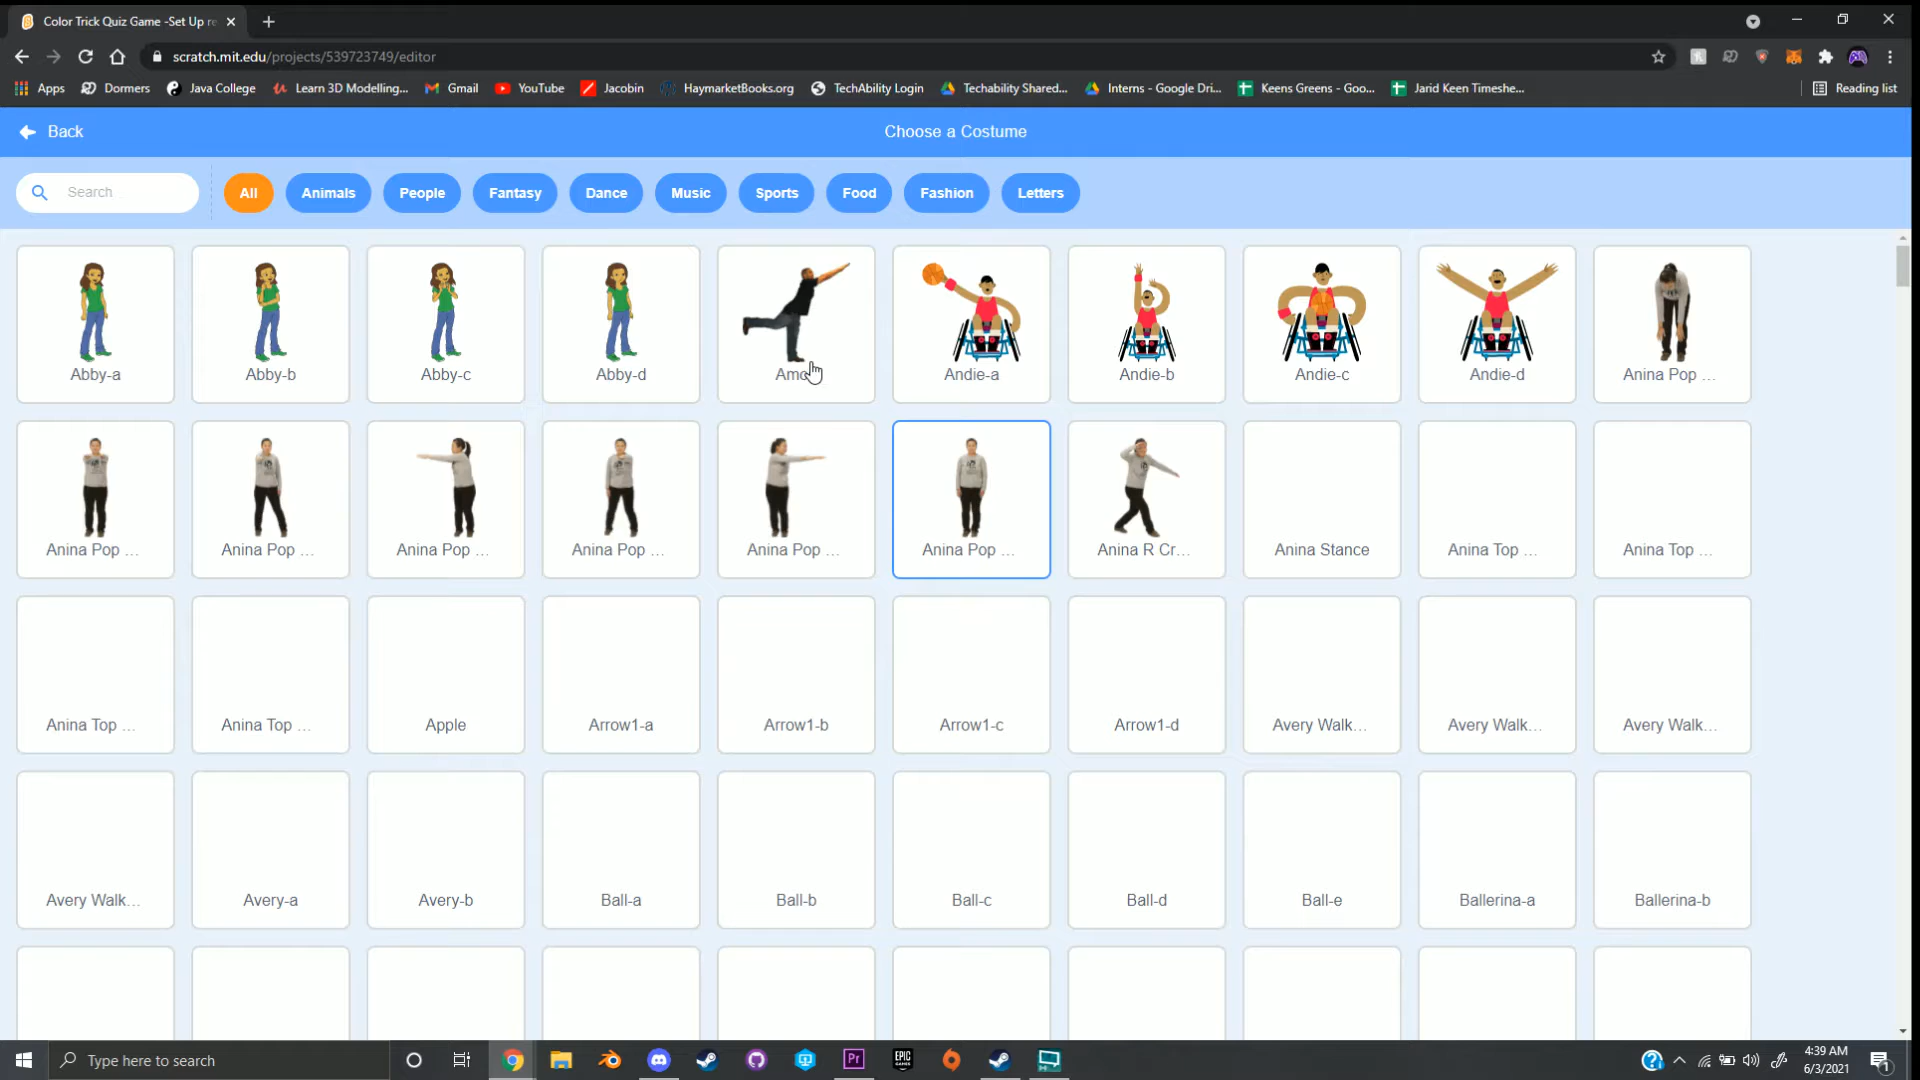 Color Trick Quiz Game -Set Up re
scratch.mit.edu/projects/539723749/editor
Apps Dormers Java College Learn 3D Modelling... Gmail YouTube Jacobin HaymarketBooks.org TechAbility Login Techability Shared... Interns - Google Dri... Keens Greens - Goo... Jarid Keen Timeshe... Reading list
Back Choose a Costume
Search All Animals People Fantasy Dance Music Sports Food Fashion Letters
Abby-a Abby-b Abby-c Abby-d Andie-a Andie-b Andie-c Andie-d Anina Pop ...
Anina Pop ... Anina Pop ... Anina Pop ... Anina Pop ... Anina Pop ... Anina Pop ... Anina R Cr... Anina Stance Anina Top ... Anina Top ...
Anina Top ... Anina Top ... Apple Arrow1-a Arrow1-b Arrow1-c Arrow1-d Avery Walk... Avery Walk... Avery Walk...
Avery Walk... Avery-a Avery-b Ball-a Ball-b Ball-c Ball-d Ball-e Ballerina-a Ballerina-b
Type here to search Pr EPIC GAMES 4:39 AM
6/3/2021 1